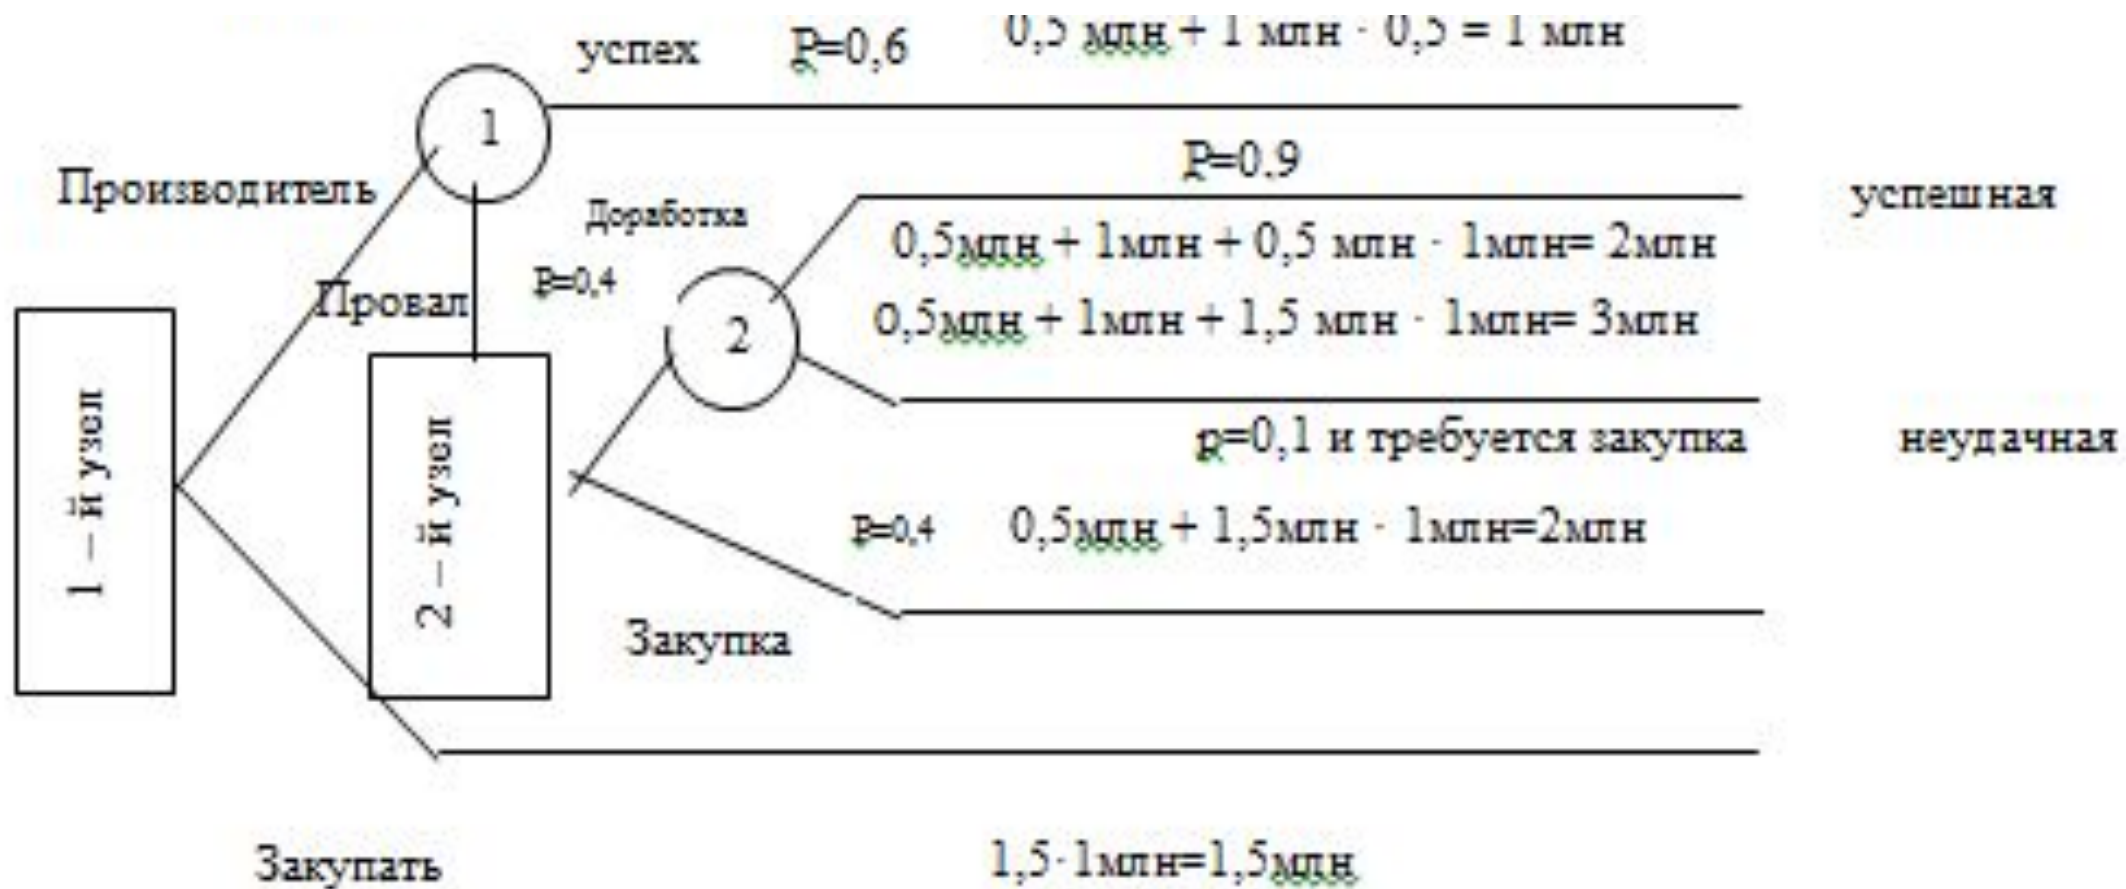 успех P=0,6 0,5 млн + 1 млн · 0,5 = 1 млн
1
P=0,9
Производитель
успешная
Доработка
0,5млн + 1млн + 0,5 млн · 1млн= 2млн
P=0,4
Провал
0,5млн + 1млн + 1,5 млн · 1млн= 3млн
2
1 – й узел
2 – й узел
p=0,1 и требуется закупка неудачная
P=0,4 0,5млн + 1,5млн · 1млн=2млн
Закупка
Закупать 1,5·1млн=1,5млн